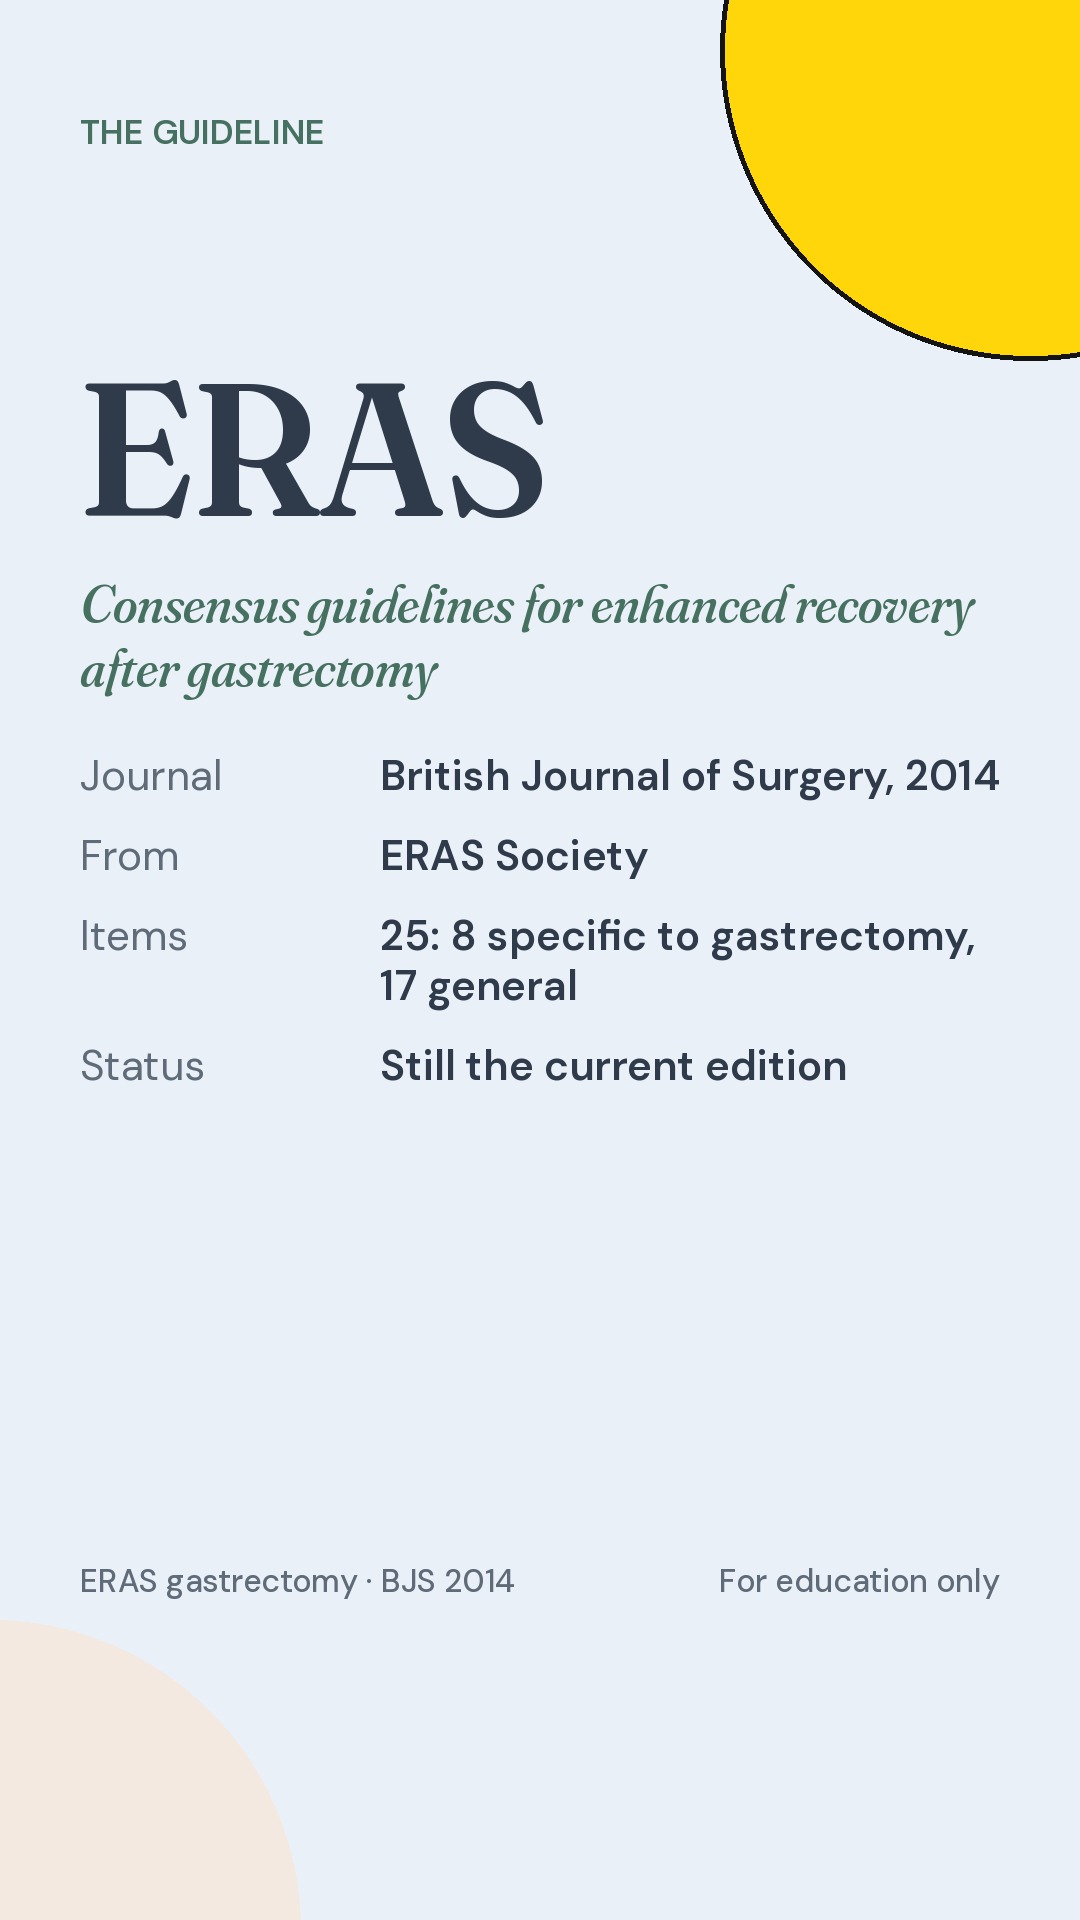 THE GUIDELINE
ERAS
Consensus guidelines for enhanced recovery
after gastrectomy
Journal British Journal of Surgery, 2014
From ERAS Society
Items 25: 8 specific to gastrectomy,
17 general
Status Still the current edition
ERAS gastrectomy · BJS 2014 For education only